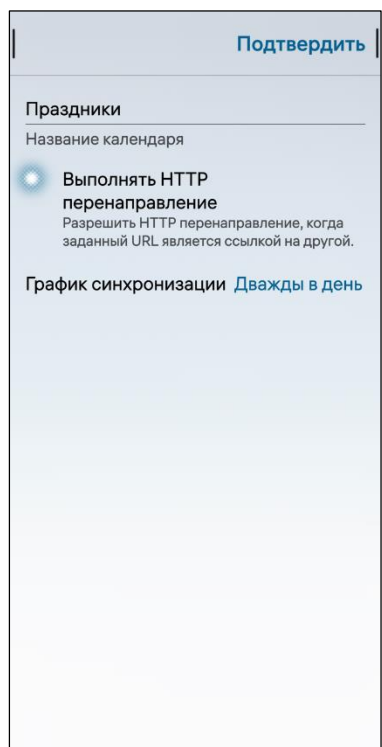 Подтвердить
Праздники
Название календаря
Выполнять HTTP
перенаправление
Разрешить HTTP перенаправление, когда
заданный URL является ссылкой на другой.
График синхронизации Дважды в день